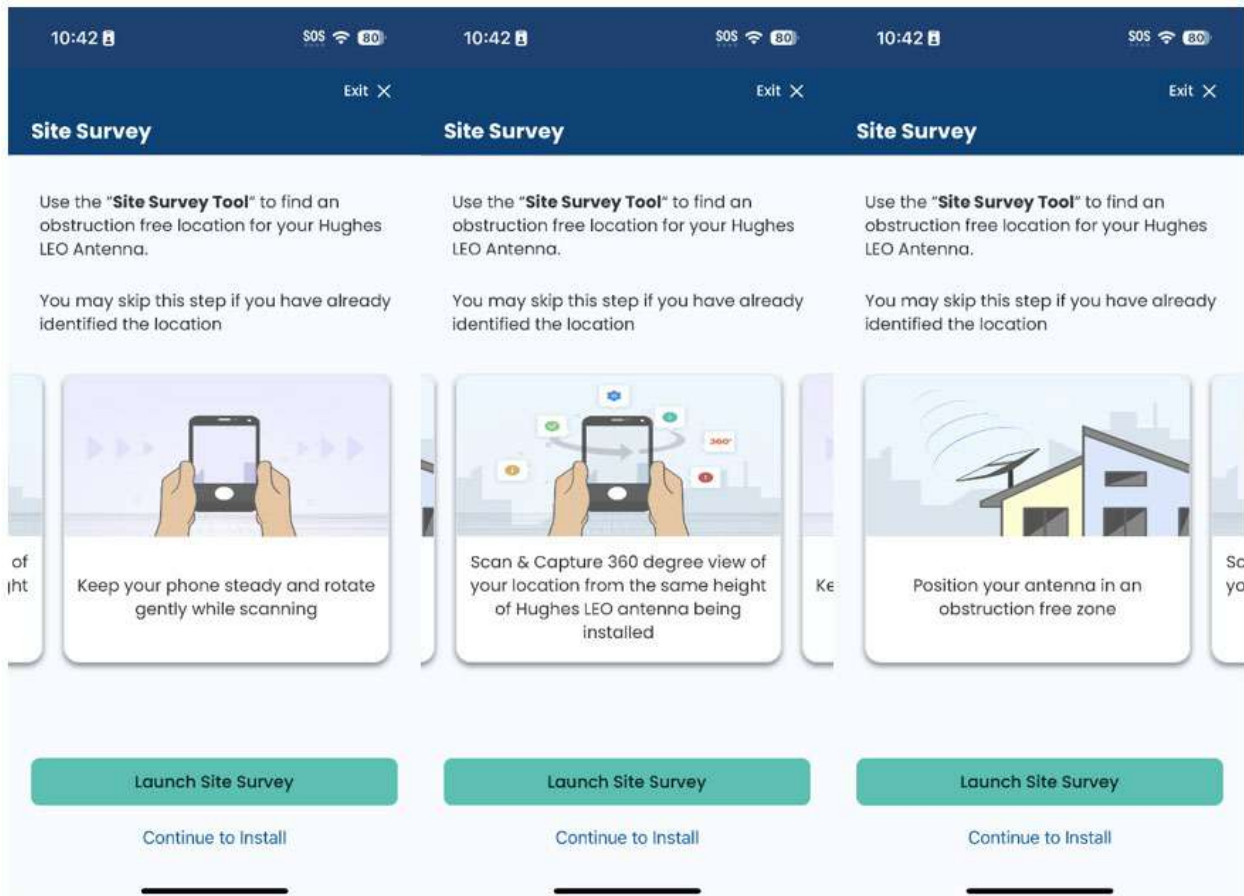 10:42
SOS
80
Exit X
Site Survey
Use the “Site Survey Tool“ to find an
obstruction free location for your Hughes
LEO Antenna.
You may skip this step if you have already
identified the location
of
ght
Keep your phone steady and rotate
gently while scanning
Launch Site Survey
Continue to Install
10:42
SOS
80
Exit X
Site Survey
Use the “Site Survey Tool“ to find an
obstruction free location for your Hughes
LEO Antenna.
You may skip this step if you have already
identified the location
360°
Scan & Capture 360 degree view of
your location from the same height
of Hughes LEO antenna being
installed
Ke
Launch Site Survey
Continue to Install
10:42
SOS
80
Exit X
Site Survey
Use the “Site Survey Tool“ to find an
obstruction free location for your Hughes
LEO Antenna.
You may skip this step if you have already
identified the location
Position your antenna in an
obstruction free zone
Sc
yo
Launch Site Survey
Continue to Install